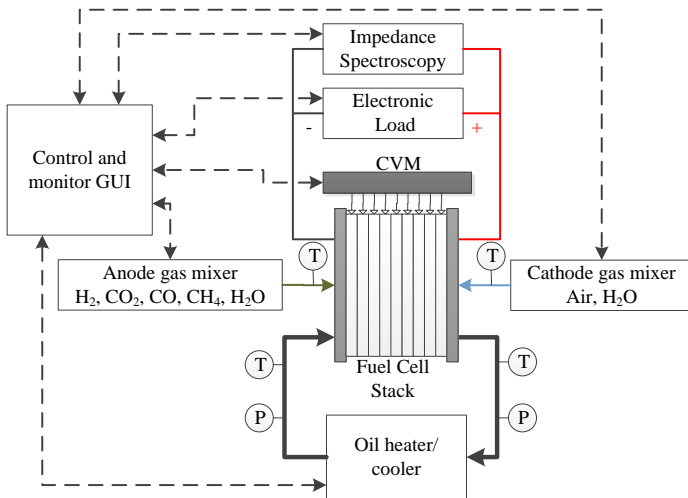 Impedance
Spectroscopy
Electronic
Load
-
+
Control and
monitor GUI
CVM
T
T
Anode gas mixer
H₂, CO₂, CO, CH₄, H₂O
Cathode gas mixer
Air, H₂O
T
T
Fuel Cell
Stack
P
P
Oil heater/
cooler